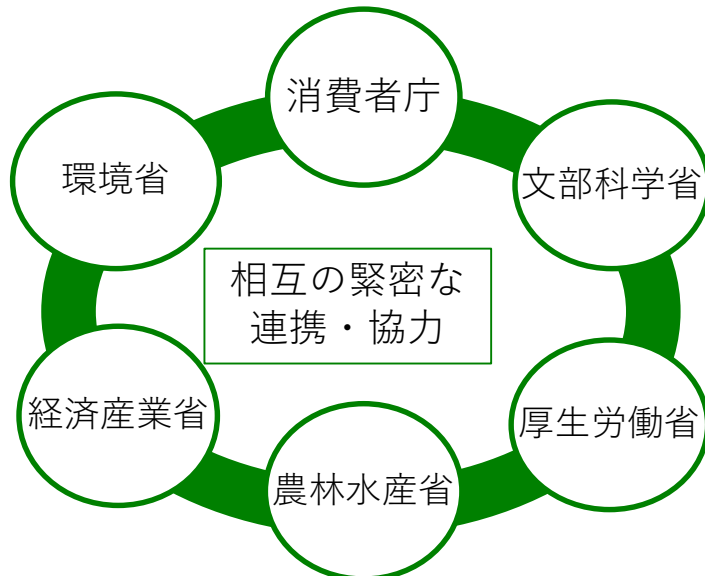 消費者庁
環境省
文部科学省
相互の緊密な
連携・協力
経済産業省
厚生労働省
農林水産省